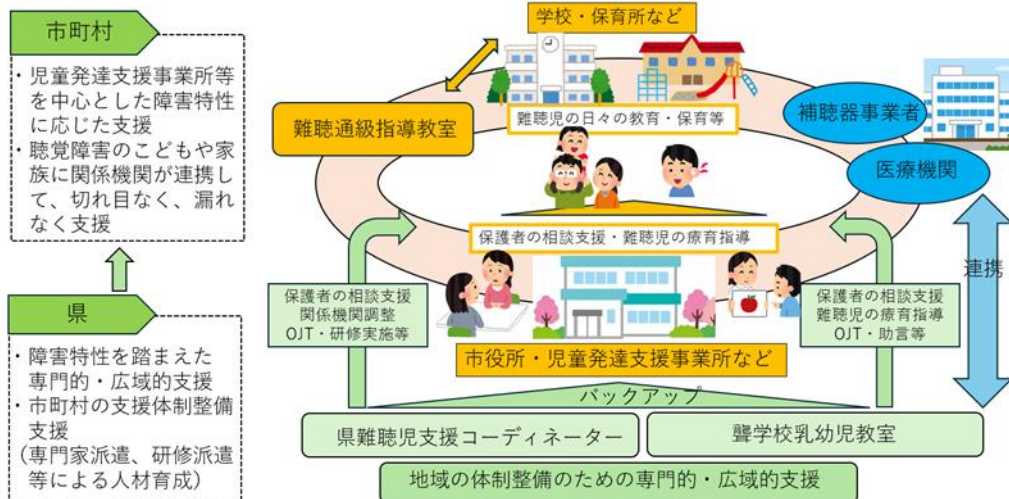 市町村
・児童発達支援事業所等
を中心とした障害特性
に応じた支援
・聴覚障害のこどもや家
族に関係機関が連携し
て、切れ目なく、漏れ
なく支援
県
・障害特性を踏まえた
専門的・広域的支援
・市町村の支援体制整備
支援
(専門家派遣、研修派遣
等による人材育成)
学校・保育所など
難聴通級指導教室
難聴児の日々の教育・保育等
補聴器事業者
医療機関
保護者の相談支援・難聴児の療育指導
連携
保護者の相談支援
関係機関調整
OJT・研修実施等
保護者の相談支援
難聴児の療育指導
OJT・助言等
市役所・児童発達支援事業所など
バックアップ
県難聴児支援コーディネーター
聾学校乳幼児教室
地域の体制整備のための専門的・広域的支援